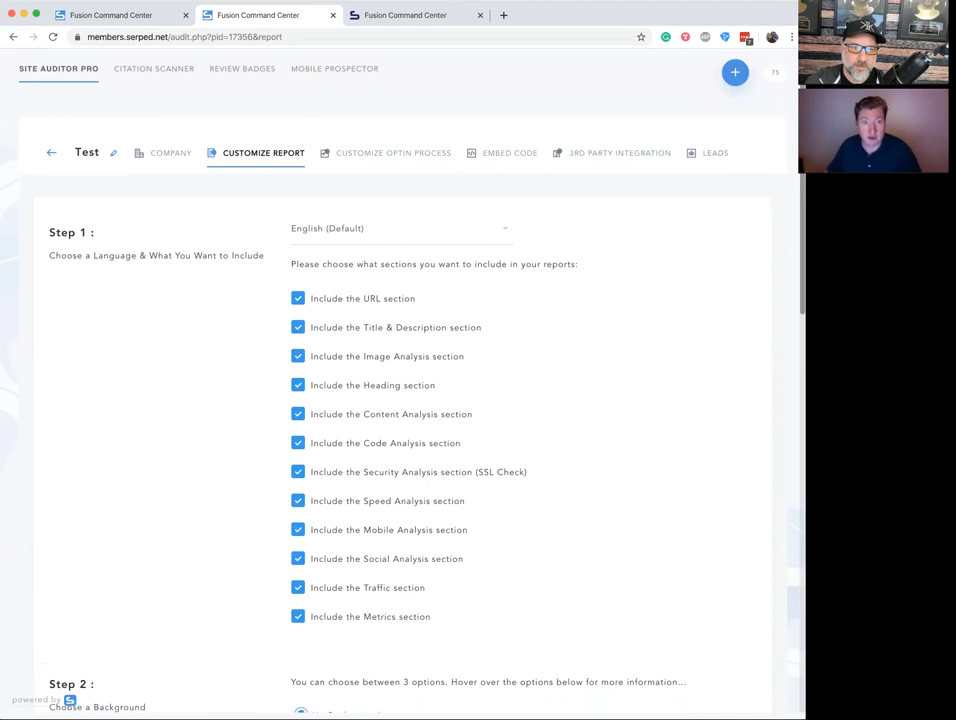 Fusion Command Center
Fusion Command Center
Fusion Command Center
members.serped.net/audit.php?pid=17356&report
7
SITE AUDITOR PRO
CITATION SCANNER
REVIEW BADGES
MOBILE PROSPECTOR
75
Test
COMPANY
CUSTOMIZE REPORT
CUSTOMIZE OPTIN PROCESS
EMBED CODE
3RD PARTY INTEGRATION
LEADS
Step 1 :
Choose a Language & What You Want to Include
English (Default)
Please choose what sections you want to include in your reports:
Include the URL section
Include the Title & Description section
Include the Image Analysis section
Include the Heading section
Include the Content Analysis section
Include the Code Analysis section
Include the Security Analysis section (SSL Check)
Include the Speed Analysis section
Include the Mobile Analysis section
Include the Social Analysis section
Include the Traffic section
Include the Metrics section
Step 2 :
Choose a Background
You can choose between 3 options. Hover over the options below for more information...
powered by